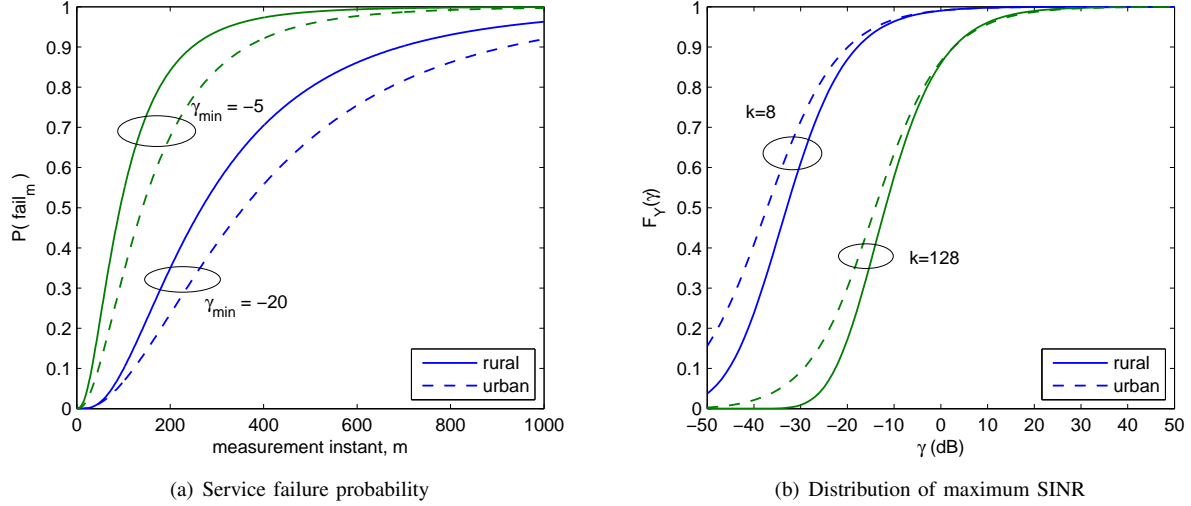 1
0.9
0.8
0.7
0.6
0.5
0.4
0.3
0.2
0.1
0
P( fail_m )
γ_min = −5
γ_min = −20
rural
urban
0 200 400 600 800 1000
measurement instant, m
(a) Service failure probability
1
0.9
0.8
0.7
0.6
0.5
0.4
0.3
0.2
0.1
0
F_Y(γ)
k=8
k=128
rural
urban
−50 −40 −30 −20 −10 0 10 20 30 40 50
γ (dB)
(b) Distribution of maximum SINR